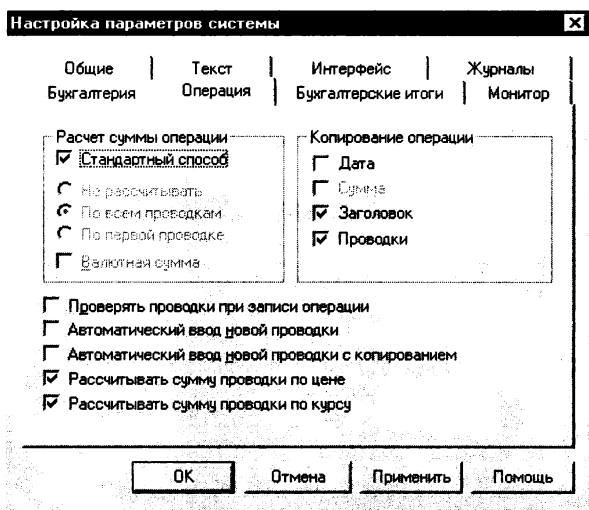 Настройка параметров системы
Общие Текст Интерфейс Журналы
Бухгалтерия Операция Бухгалтерские итоги Монитор
Расчет суммы операции
Стандартный способ
Не рассчитывать
По всем проводкам
По первой проводке
Валютная сумма
Копирование операции
Дата
Сумма
Заголовок
Проводки
Проверять проводки при записи операции
Автоматический ввод новой проводки
Автоматический ввод новой проводки с копированием
Рассчитывать сумму проводки по цене
Рассчитывать сумму проводки по курсу
OK Отмена Применить Помощь